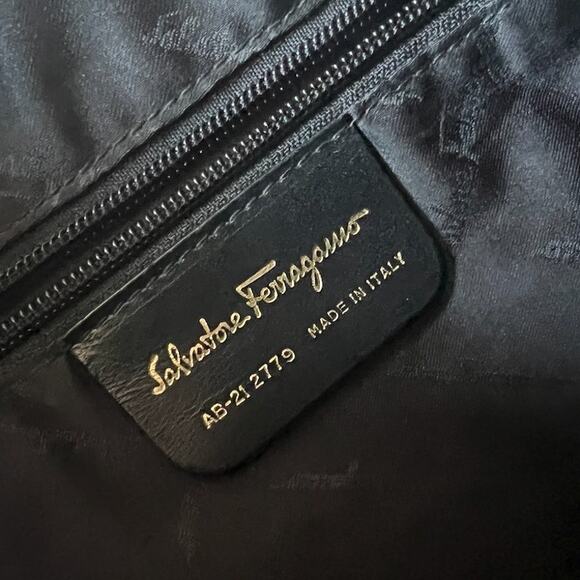 Salvatore Ferragamo
AB-21 2779 MADE IN ITALY